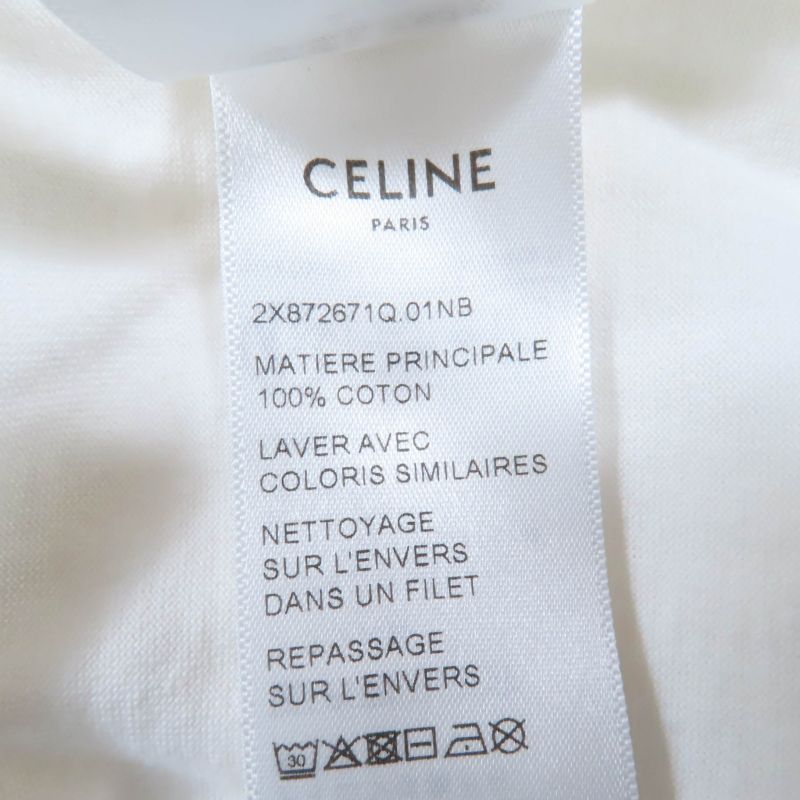 CELINE
PARIS
2X872671Q.01NB
MATIERE PRINCIPALE
100% COTON
LAVER AVEC
COLORIS SIMILAIRES
NETTOYAGE
SUR L'ENVERS
DANS UN FILET
REPASSAGE
SUR L'ENVERS
30